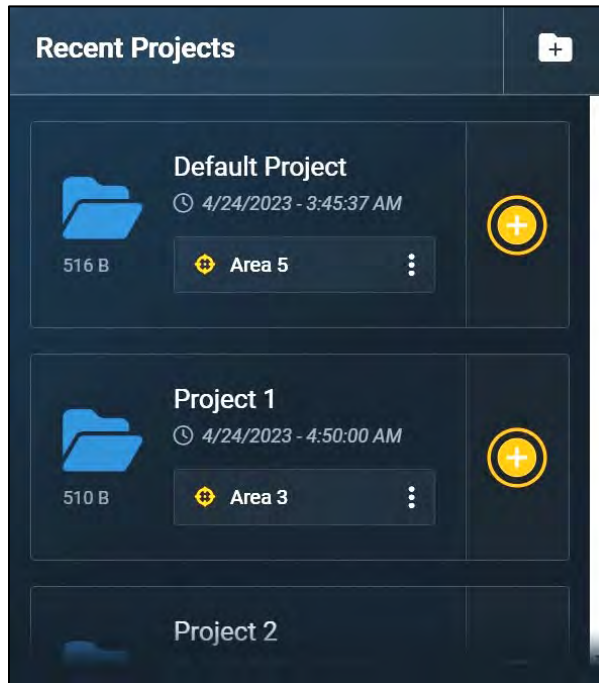 Recent Projects
Default Project
4/24/2023 - 3:45:37 AM
516 B
Area 5
Project 1
4/24/2023 - 4:50:00 AM
510 B
Area 3
Project 2